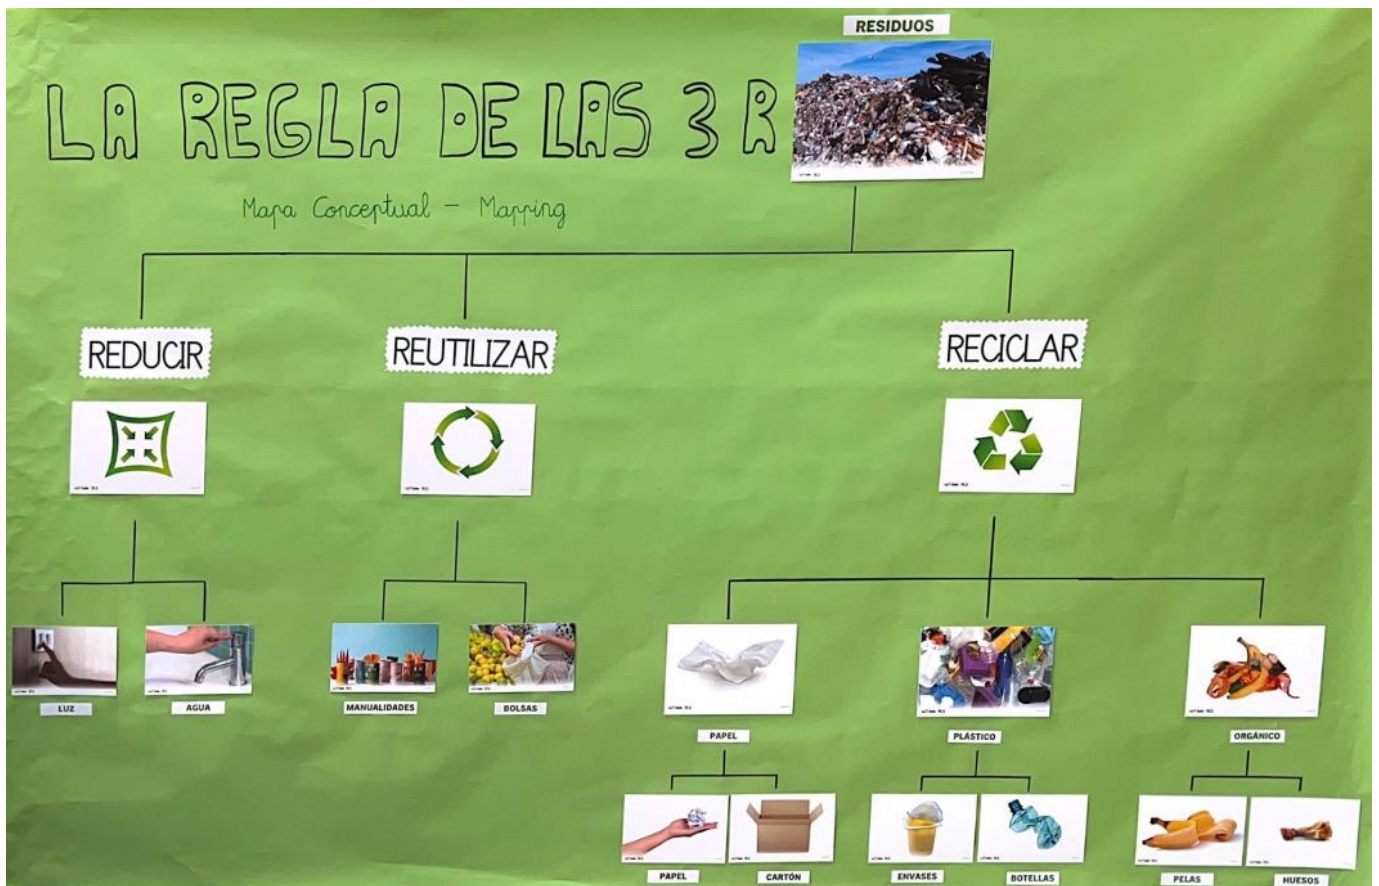 RESIDUOS
LA REGLA DE LAS 3 R
Mapa Conceptual - Mapping
REDUCIR
REUTILIZAR
RECICLAR
LUZ
AGUA
MANUALIDADES
BOLSAS
PAPEL
PLÁSTICO
ORGÁNICO
PAPEL
CARTÓN
ENVASES
BOTELLAS
PELAS
HUESOS